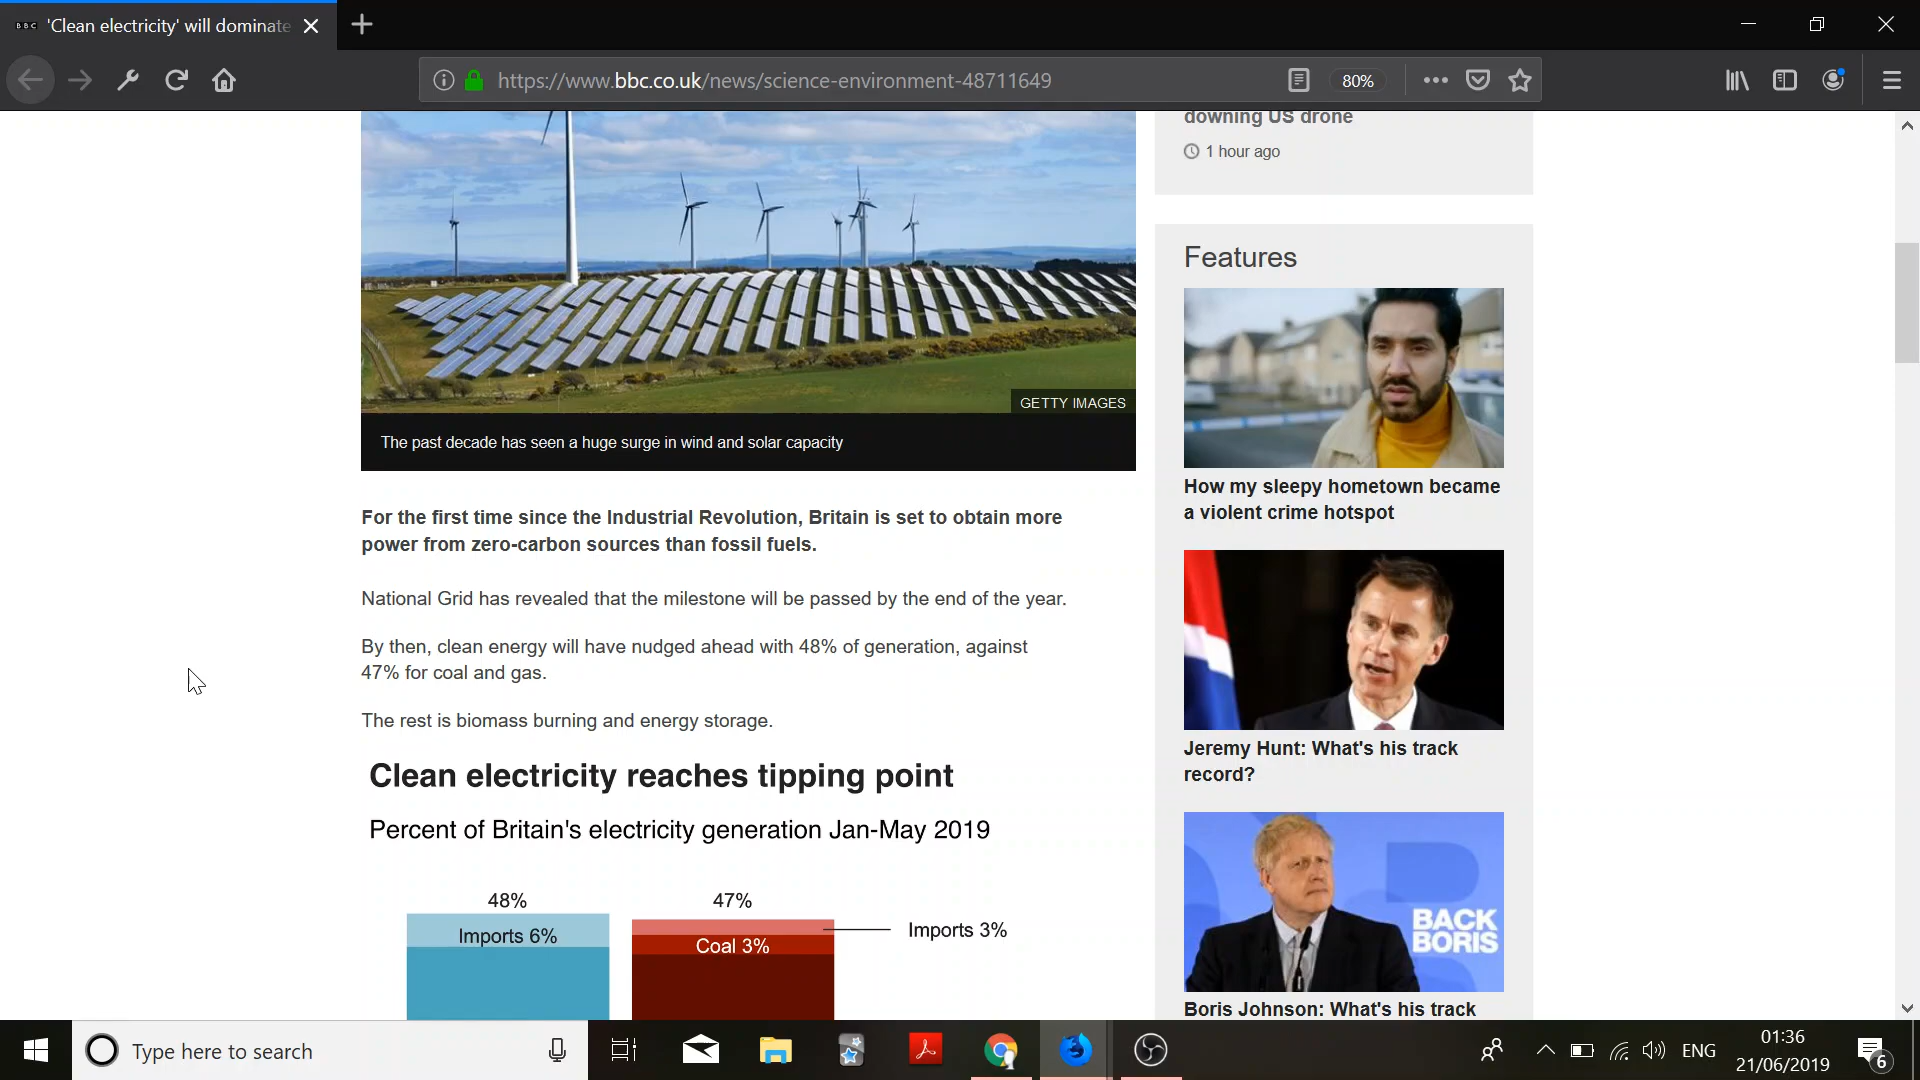 BBC 'Clean electricity' will dominate
https://www.bbc.co.uk/news/science-environment-48711649
80%
downing US drone
1 hour ago
GETTY IMAGES
The past decade has seen a huge surge in wind and solar capacity
For the first time since the Industrial Revolution, Britain is set to obtain more
power from zero-carbon sources than fossil fuels.
National Grid has revealed that the milestone will be passed by the end of the year.
By then, clean energy will have nudged ahead with 48% of generation, against
47% for coal and gas.
The rest is biomass burning and energy storage.
Clean electricity reaches tipping point
Percent of Britain's electricity generation Jan-May 2019
48%
47%
Imports 6%
Imports 3%
Coal 3%
Features
How my sleepy hometown became
a violent crime hotspot
Jeremy Hunt: What's his track
record?
BACK
BORIS
Boris Johnson: What's his track
Type here to search
ENG
01:36
21/06/2019
6